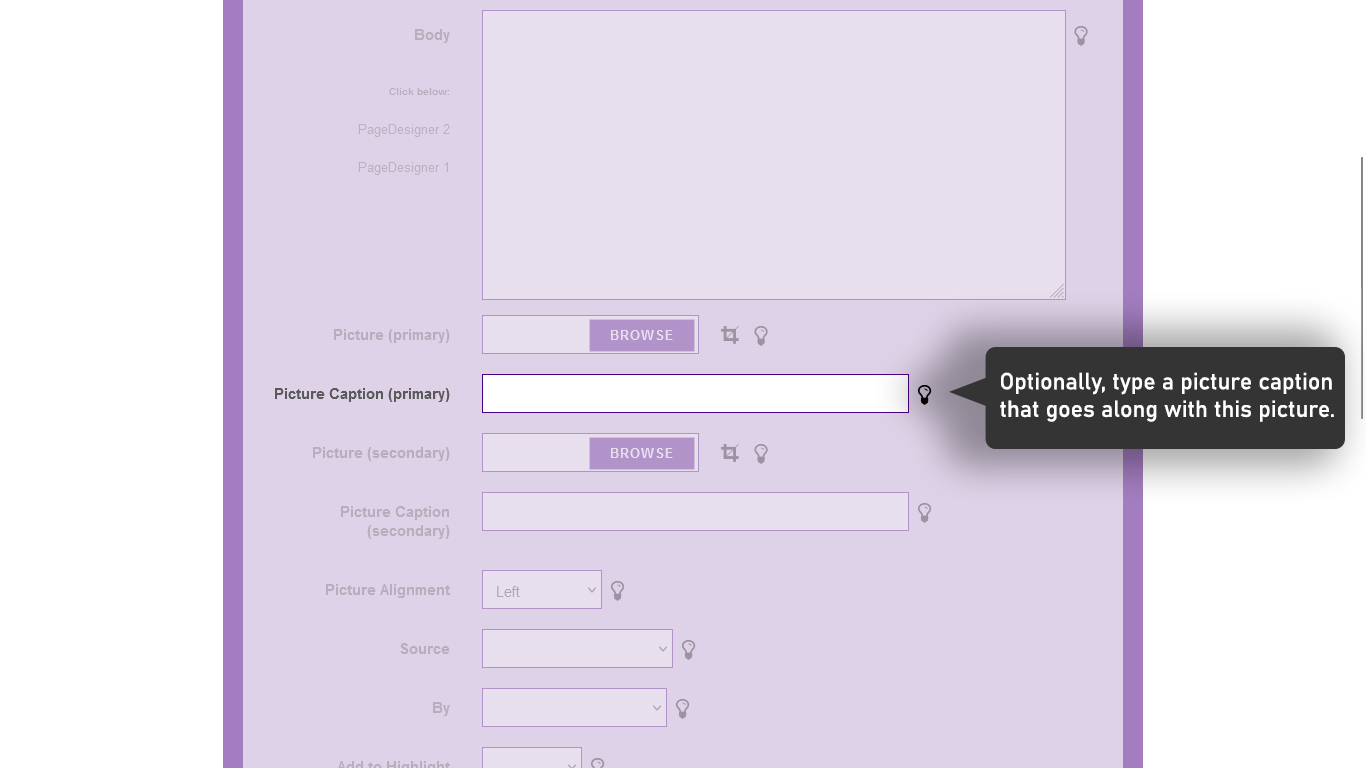 Body
Click below:
PageDesigner 2
PageDesigner 1
Picture (primary)
BROWSE
Picture Caption (primary)
Optionally, type a picture caption
that goes along with this picture.
Picture (secondary)
BROWSE
Picture Caption
(secondary)
Picture Alignment
Left
Source
By
Add to Highlight